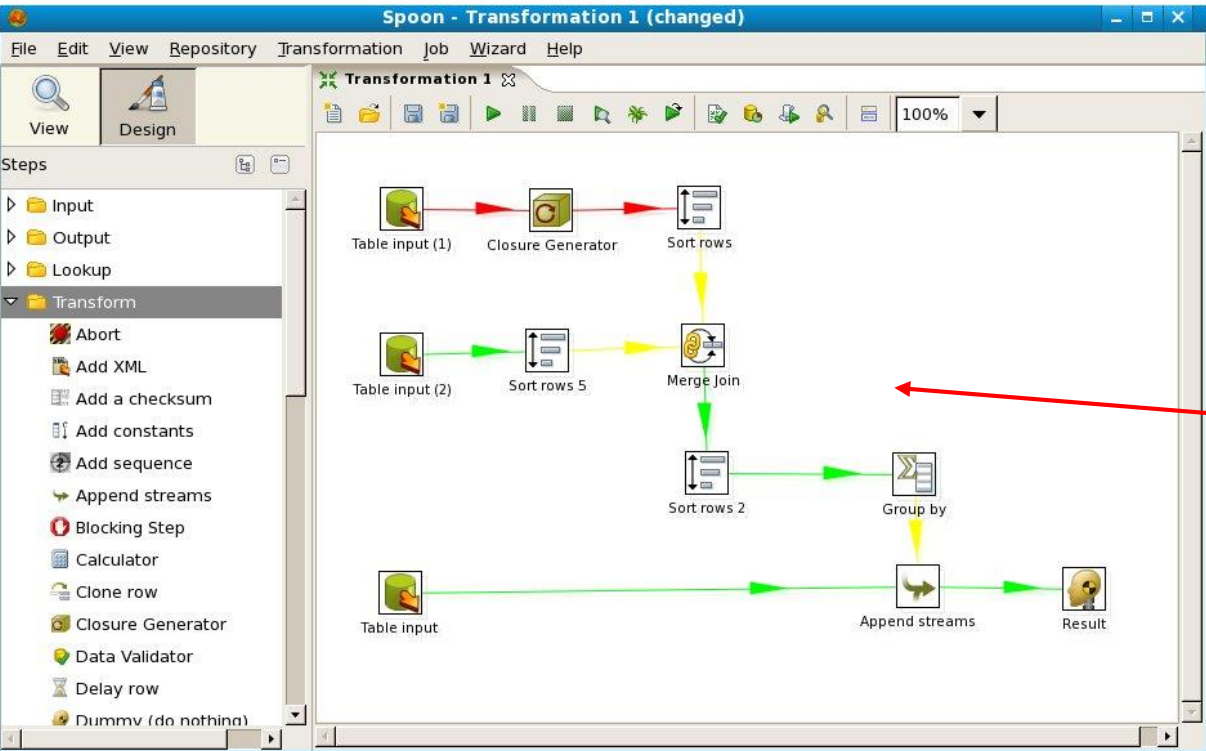 Spoon - Transformation 1 (changed)
File Edit View Repository Transformation Job Wizard Help
View
Design
Transformation 1
100%
Steps
Input
Output
Lookup
Transform
Abort
Add XML
Add a checksum
Add constants
Add sequence
Append streams
Blocking Step
Calculator
Clone row
Closure Generator
Data Validator
Delay row
Dummy (do nothing)
Table input (1)
Closure Generator
Sort rows
Table input (2)
Sort rows 5
Merge Join
Sort rows 2
Group by
Table input
Append streams
Result